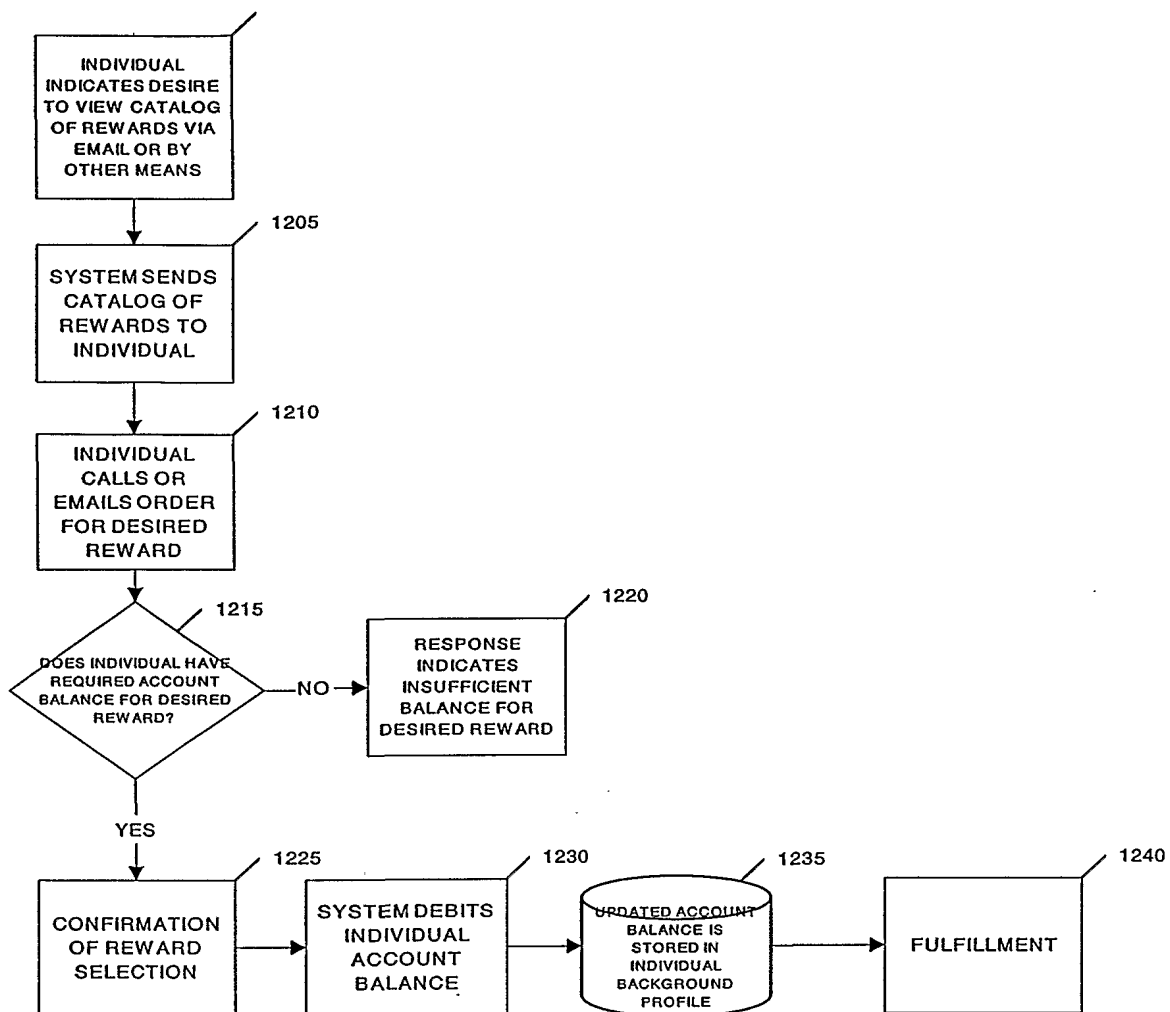 INDIVIDUAL
INDICATES DESIRE
TO VIEW CATALOG
OF REWARDS VIA
EMAIL OR BY
OTHER MEANS
1205
SYSTEM SENDS
CATALOG OF
REWARDS TO
INDIVIDUAL
1210
INDIVIDUAL
CALLS OR
EMAILS ORDER
FOR DESIRED
REWARD
1215
DOES INDIVIDUAL HAVE
REQUIRED ACCOUNT
BALANCE FOR DESIRED
REWARD?
NO
1220
RESPONSE
INDICATES
INSUFFICIENT
BALANCE FOR
DESIRED REWARD
YES
1225
CONFIRMATION
OF REWARD
SELECTION
1230
SYSTEM DEBITS
INDIVIDUAL
ACCOUNT
BALANCE
1235
UPDATED ACCOUNT
BALANCE IS
STORED IN
INDIVIDUAL
BACKGROUND
PROFILE
1240
FULFILLMENT